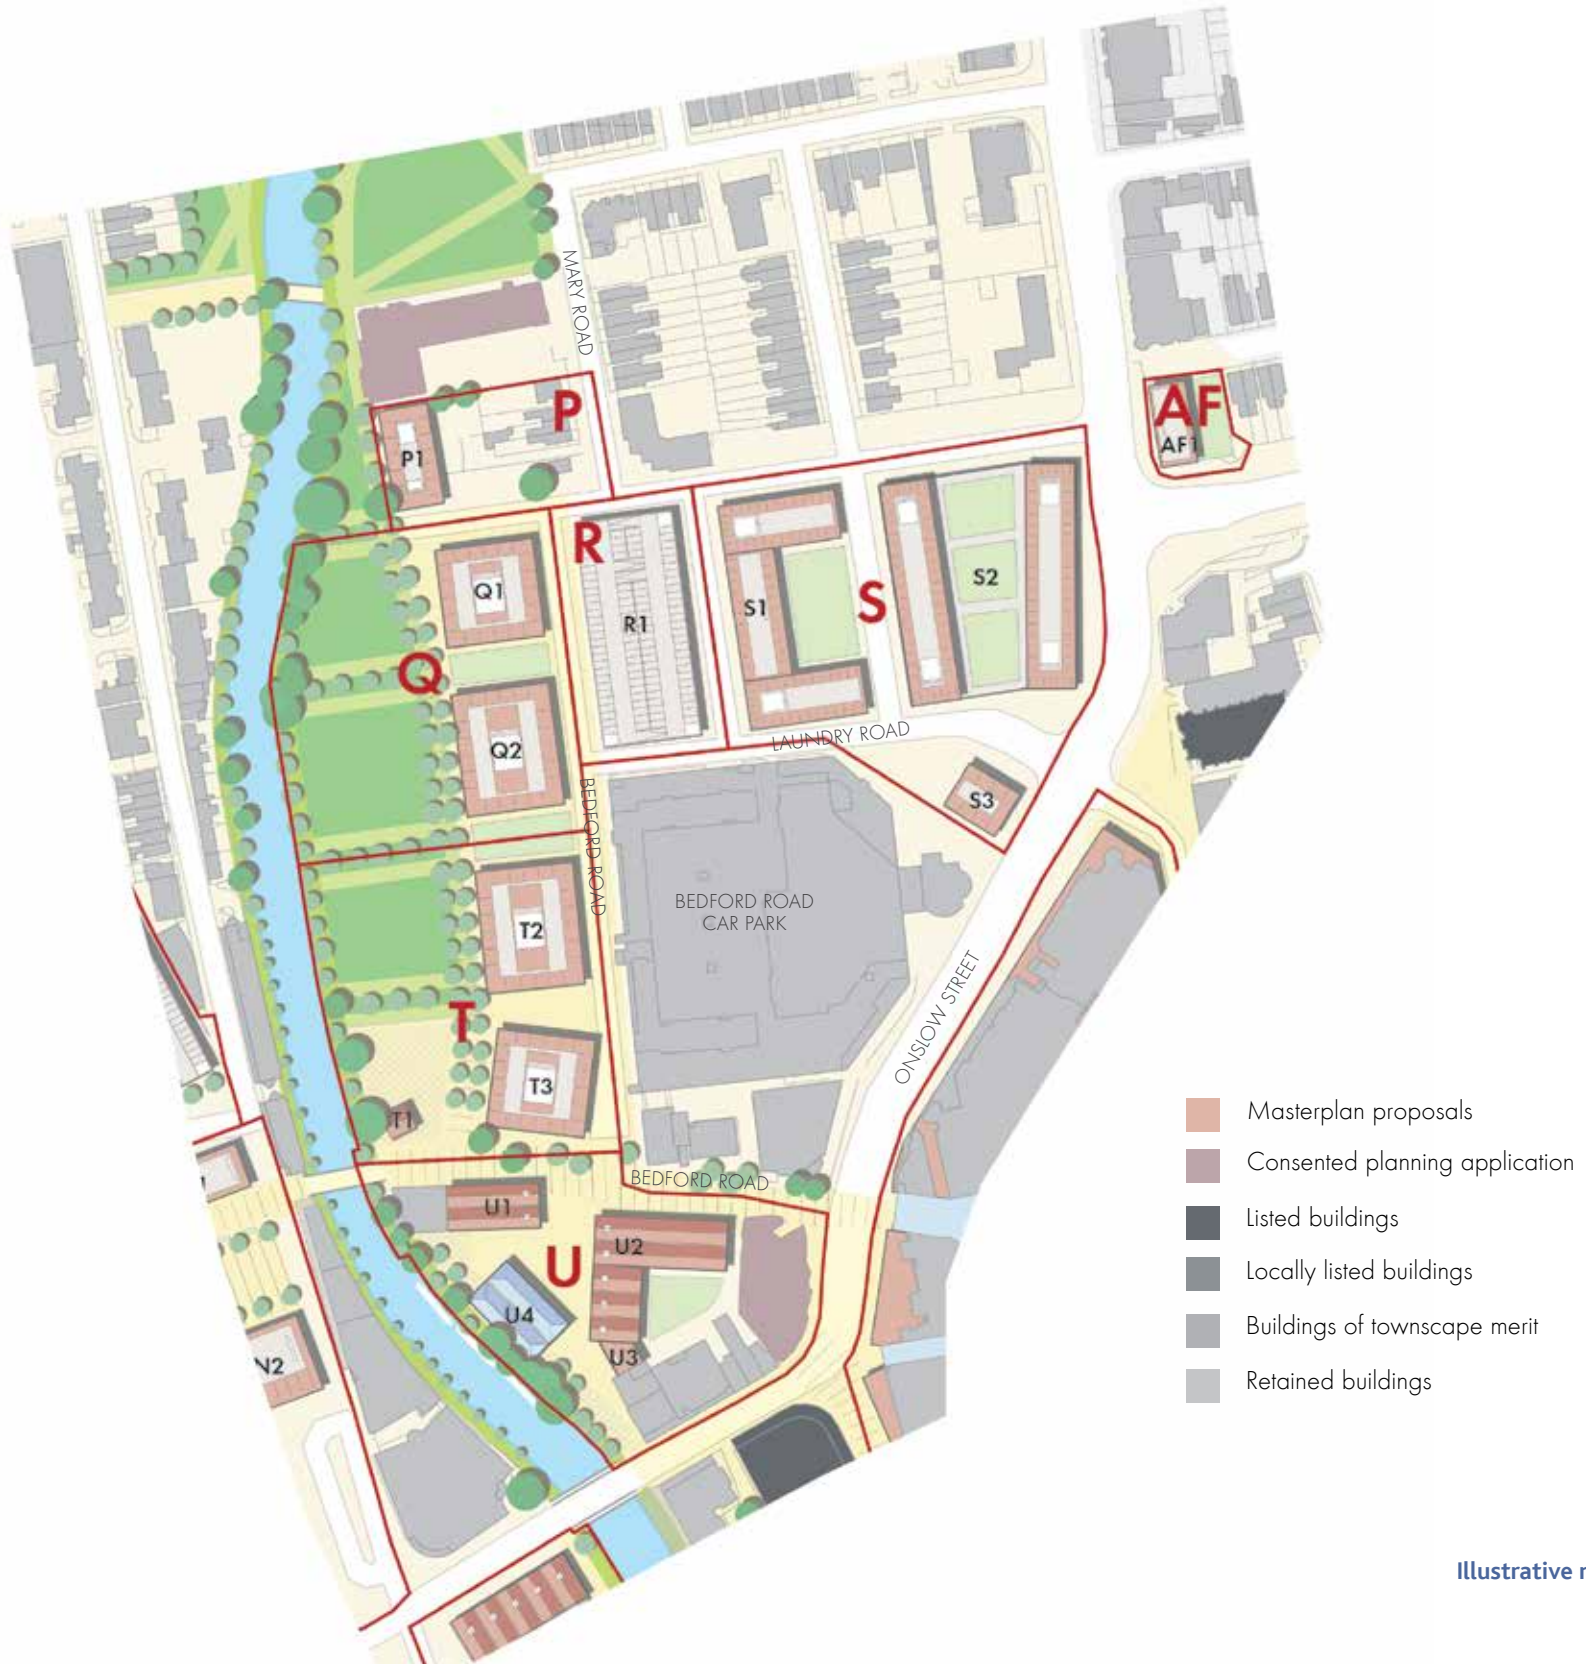 MARY ROAD
P
AF
P1
AF1
R
Q1
S2
S
S1
R1
Q
Q2
LAUNDRY ROAD
S3
BEDFORD ROAD
BEDFORD ROAD
CAR PARK
T2
ONSLOW STREET
T
T3
T1
BEDFORD ROAD
U1
U2
U
U4
U3
N2
Masterplan proposals
Consented planning application
Listed buildings
Locally listed buildings
Buildings of townscape merit
Retained buildings
Illustrative